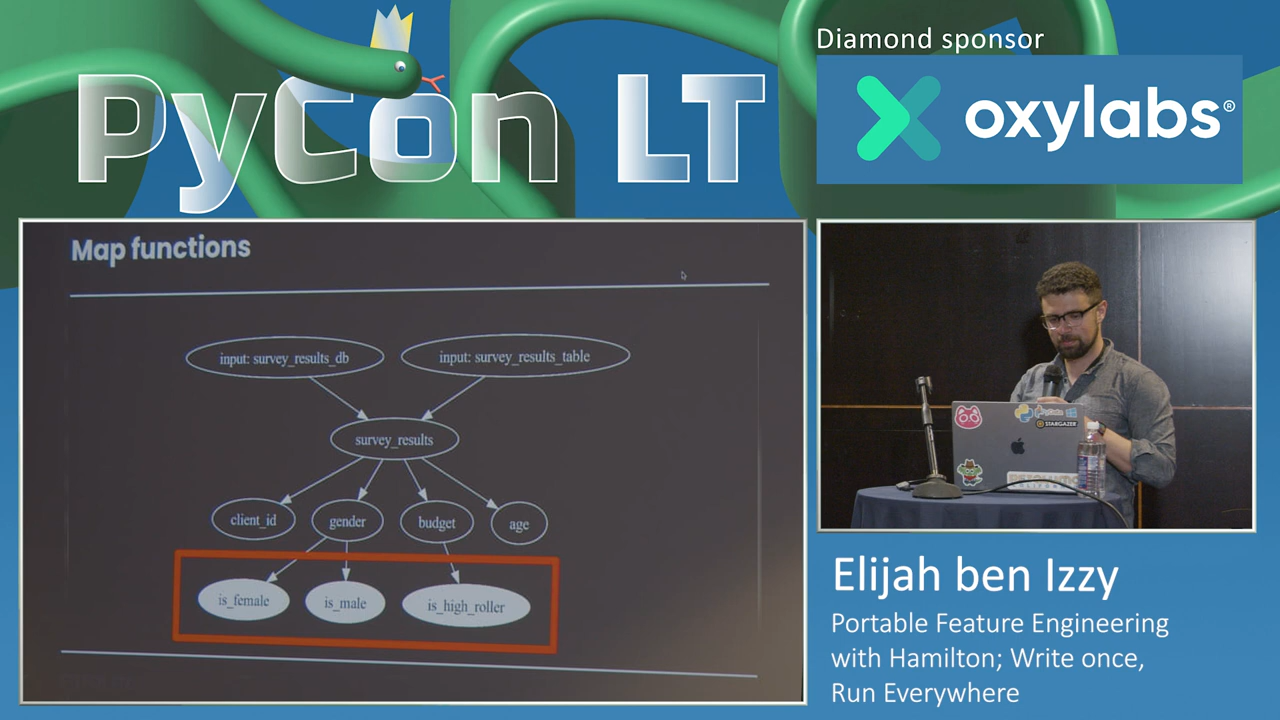 PyCon LT
Diamond sponsor
oxylabs®
Map functions
input: survey_results_db
input: survey_results_table
survey_results
client_id
gender
budget
age
is_female
is_male
is_high_roller
STARGAZER
Elijah ben Izzy
Portable Feature Engineering
with Hamilton; Write once,
Run Everywhere